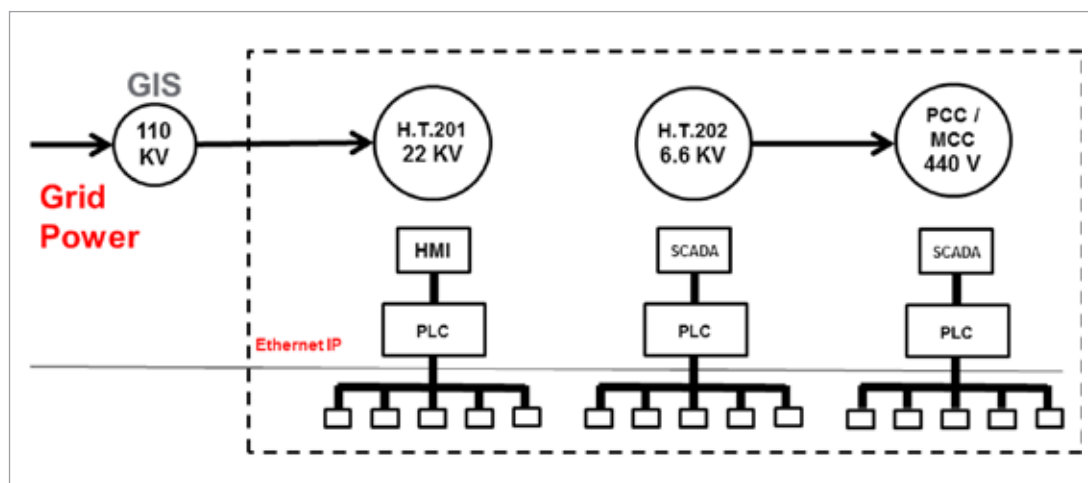 GIS
110
KV
H.T.201
22 KV
H.T.202
6.6 KV
PCC /
MCC
440 V
Grid
Power
HMI
SCADA
SCADA
PLC
PLC
PLC
Ethernet IP